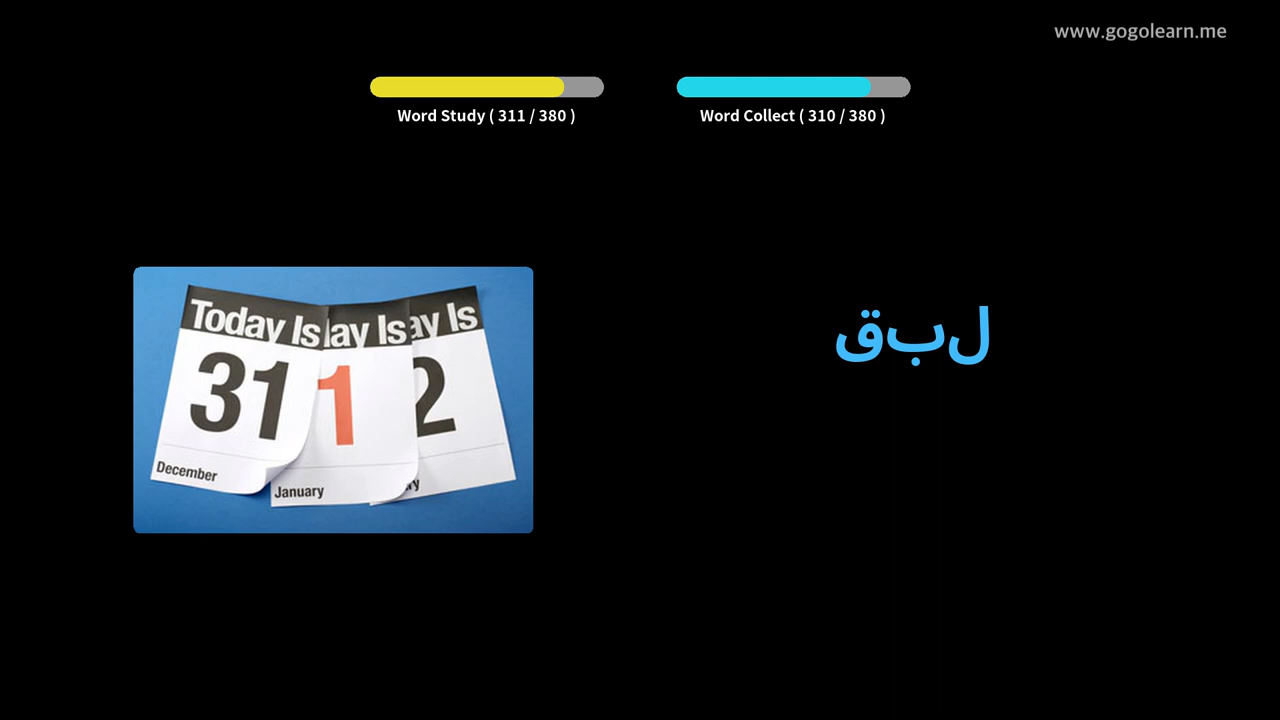 www.gogolearn.me
Word Study ( 311 / 380 )
Word Collect ( 310 / 380 )
Today Is
ay Is
ay Is
31
1
2
December
January
ry
ل‌ب‌ق